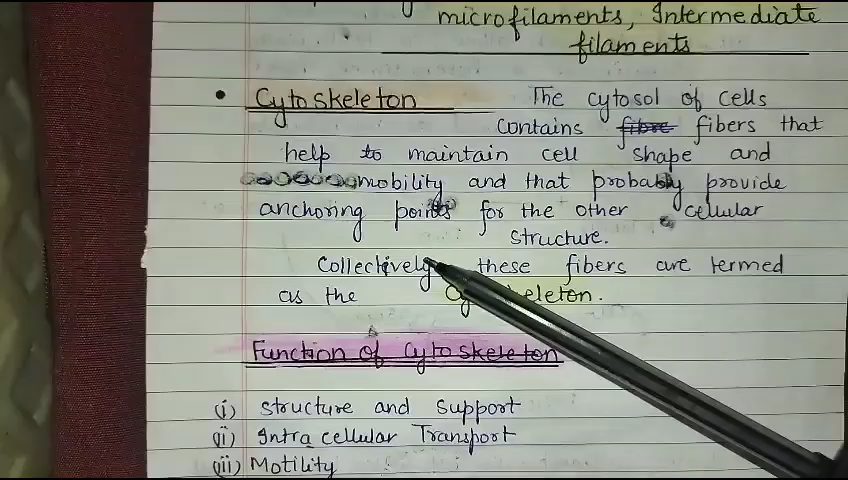 microfilaments, Intermediate
filaments
• Cytoskeleton The cytosol of cells
contains fibers that
help to maintain cell shape and
mobility and that probably provide
anchoring points for the other cellular
structure.
Collectively these fibers are termed
as the Cytoskeleton.
Function of Cytoskeleton
(i) Structure and Support
(ii) Intra cellular Transport
(iii) Motility